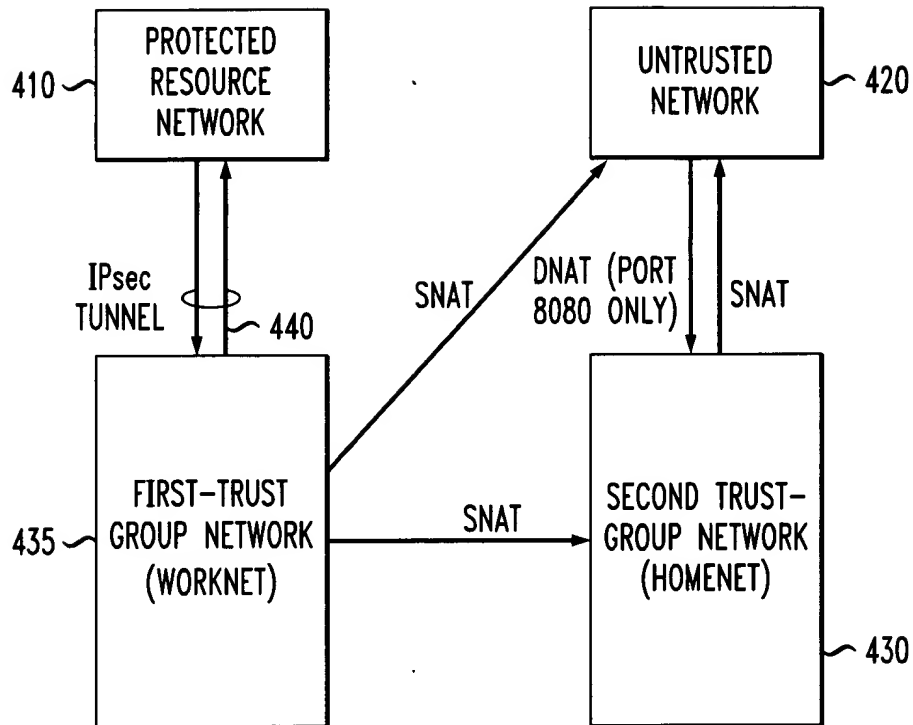 PROTECTED
RESOURCE
NETWORK
410
UNTRUSTED
NETWORK
420
IPsec
TUNNEL
440
SNAT
DNAT (PORT
8080 ONLY)
SNAT
FIRST-TRUST
GROUP NETWORK
(WORKNET)
435
SNAT
SECOND TRUST-
GROUP NETWORK
(HOMENET)
430